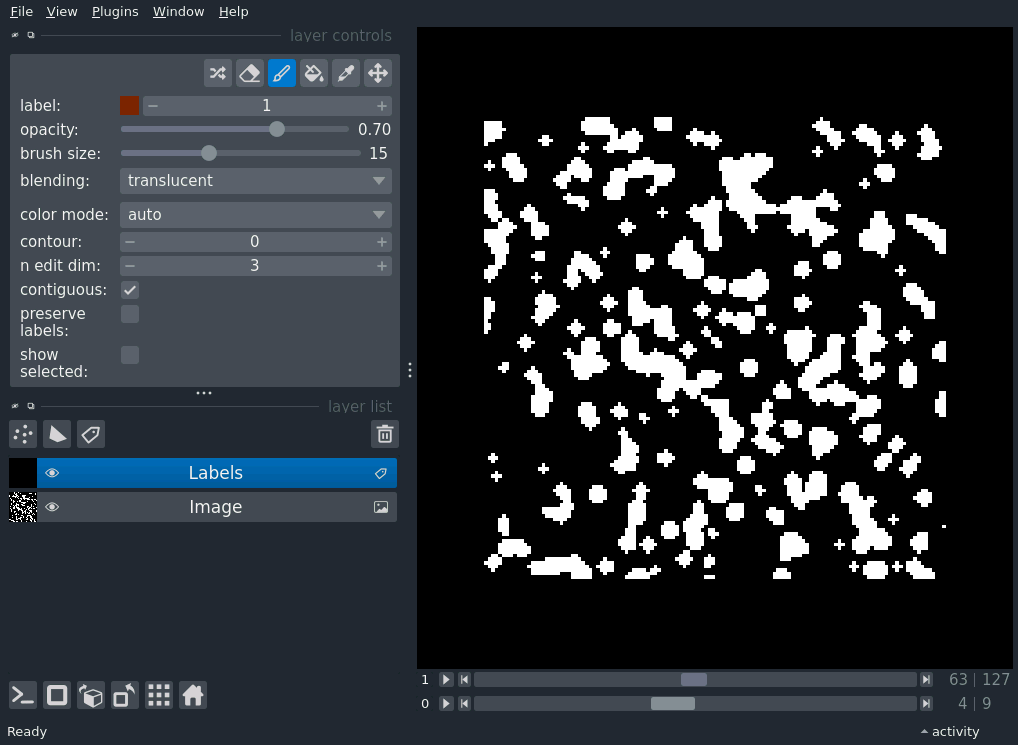 File View Plugins Window Help
layer controls
label: 1
opacity: 0.70
brush size: 15
blending: translucent
color mode: auto
contour: 0
n edit dim: 3
contiguous:
preserve
labels:
show
selected:
layer list
Labels
Image
1 63 | 127
0 4 | 9
Ready activity